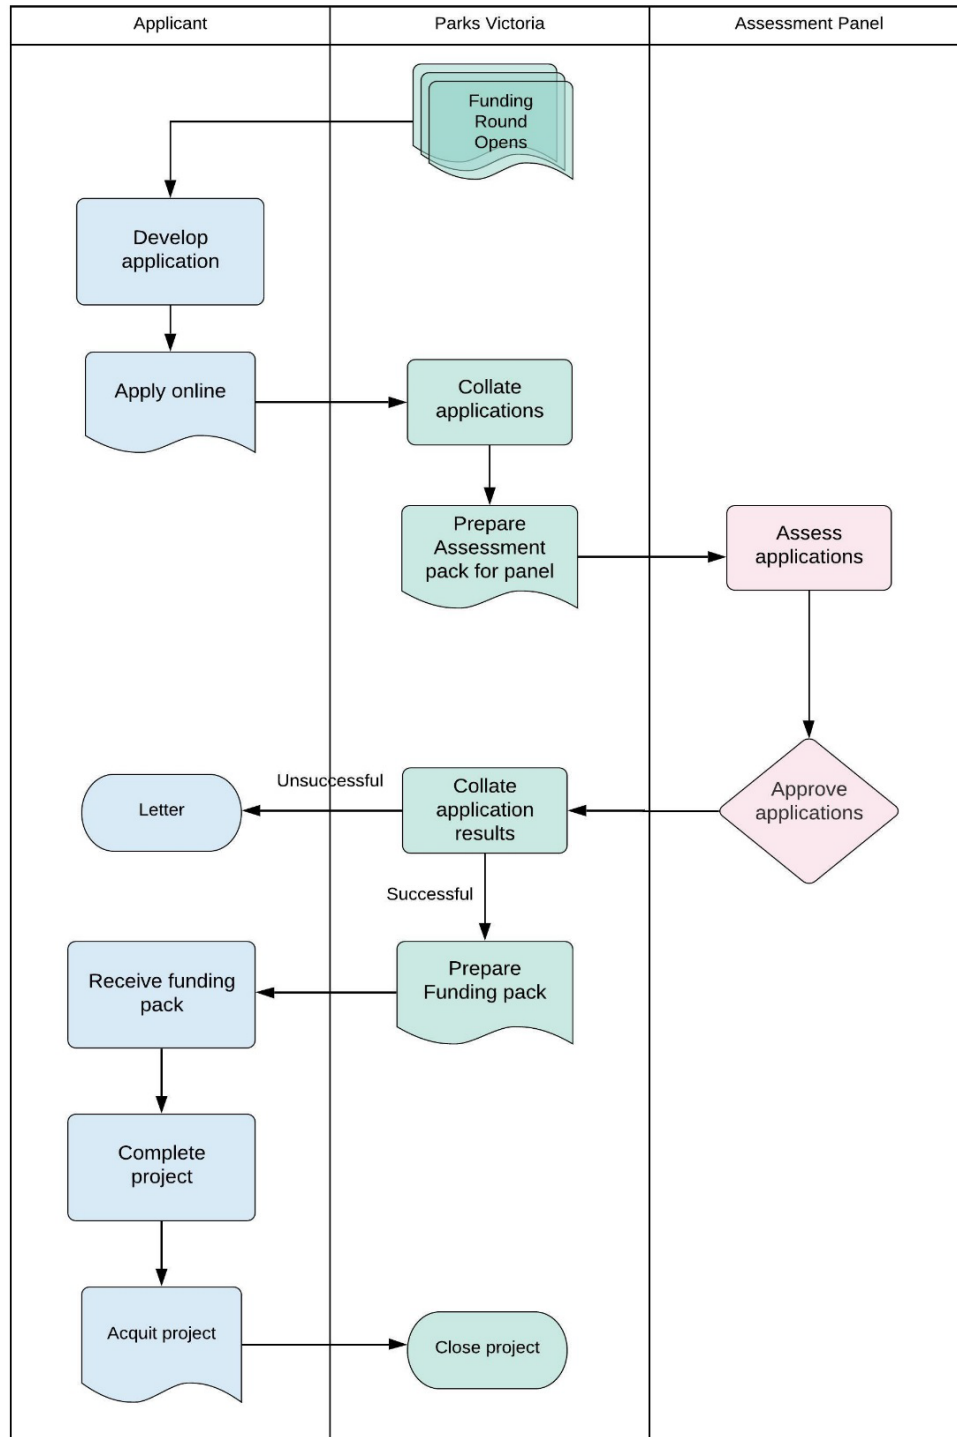 Applicant
Parks Victoria
Assessment Panel
Funding
Round
Opens
Develop
application
Apply online
Collate
applications
Prepare
Assessment
pack for panel
Assess
applications
Approve
applications
Collate
application
results
Unsuccessful
Letter
Successful
Prepare
Funding pack
Receive funding
pack
Complete
project
Acquit project
Close project